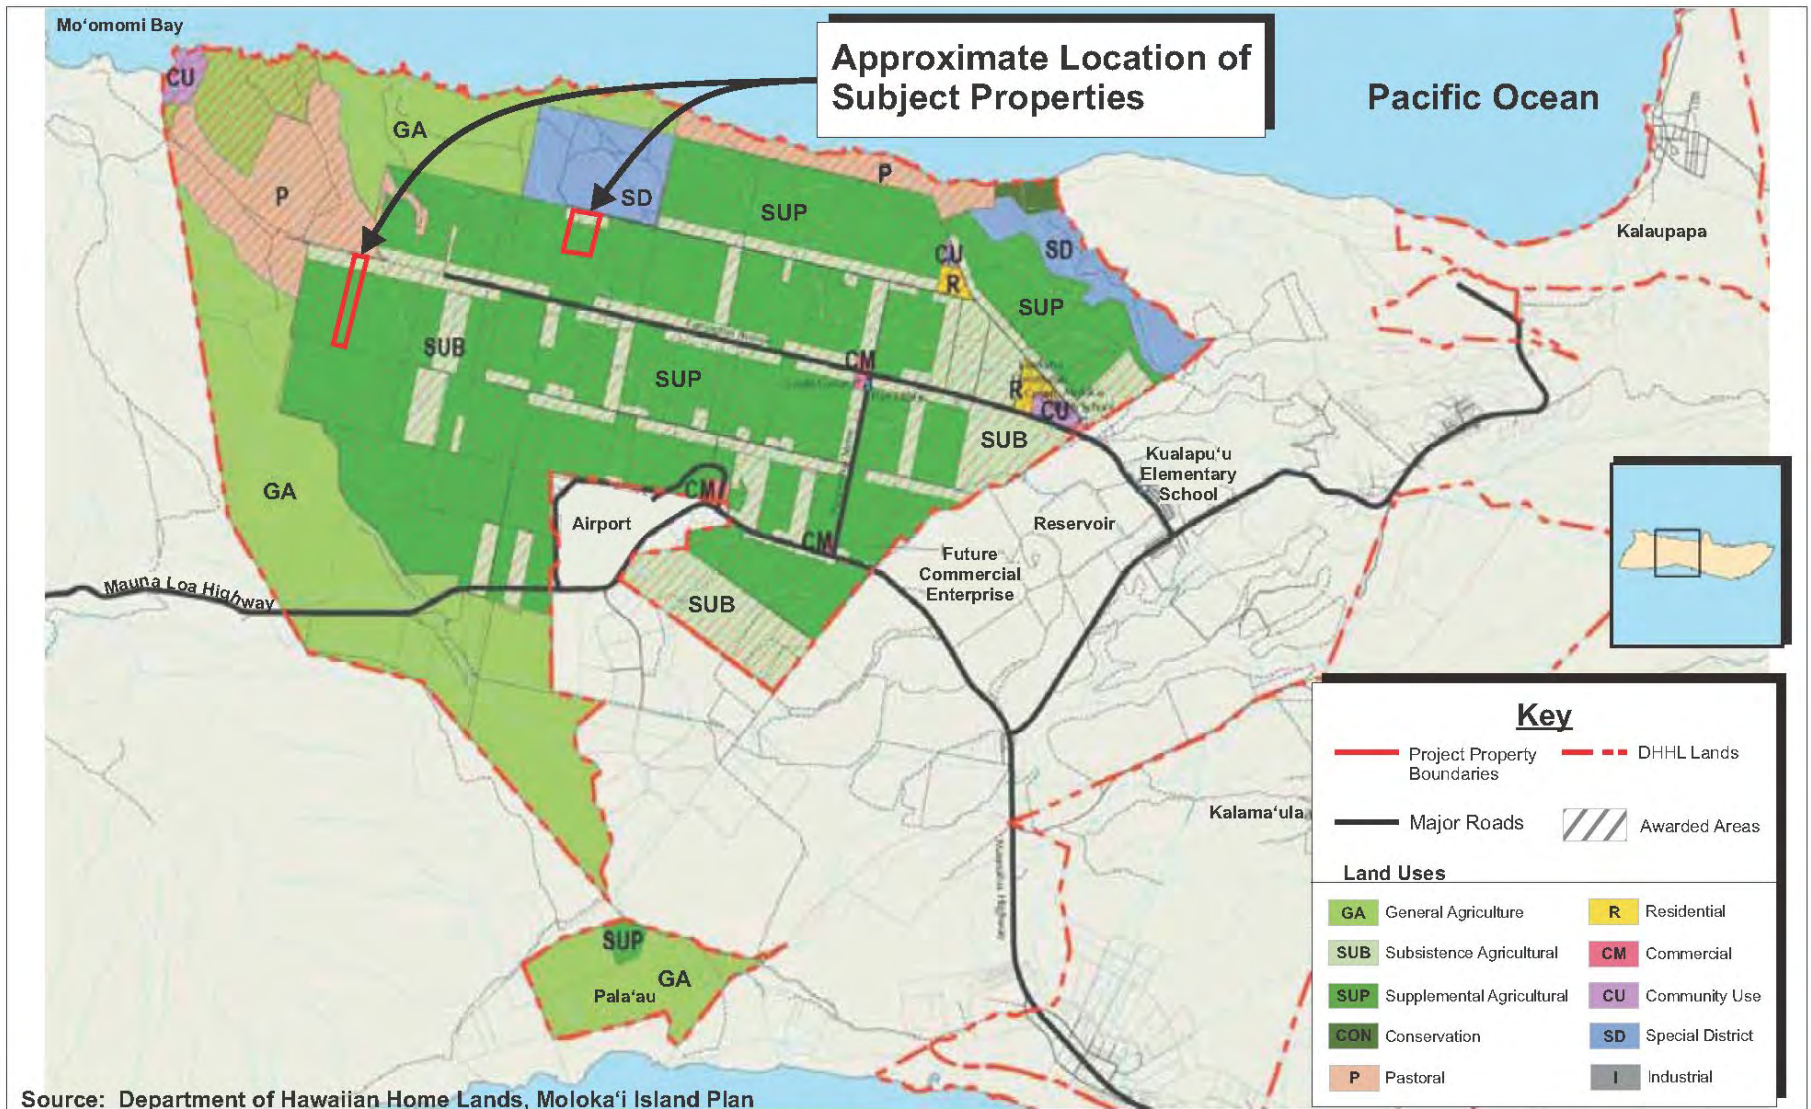 Mo‘omomi Bay
Approximate Location of
Subject Properties
Pacific Ocean
CU
GA
P
P
SD
SUP
Kalaupapa
CU
SD
R
SUP
SUB
CM
SUP
R
CU
SUB
Kualapu‘u
Elementary
School
GA
CM
Airport
Reservoir
CM
Future
Commercial
Enterprise
Mauna Loa Highway
SUB
Kalama‘ula
SUP
GA
Pala‘au
Key
Project Property
Boundaries
DHHL Lands
Major Roads
Awarded Areas
Land Uses
GA General Agriculture
R Residential
SUB Subsistence Agricultural
CM Commercial
SUP Supplemental Agricultural
CU Community Use
CON Conservation
SD Special District
P Pastoral
I Industrial
Source: Department of Hawaiian Home Lands, Moloka‘i Island Plan